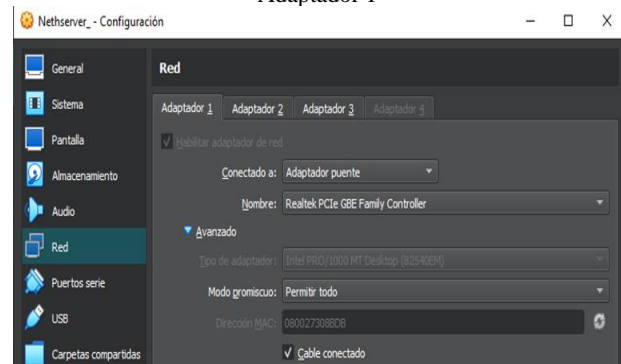 Adaptador 1
Nethserver_ - Configuración
General
Sistema
Pantalla
Almacenamiento
Audio
Red
Puertos serie
USB
Carpetas compartidas
Red
Adaptador 1 Adaptador 2 Adaptador 3 Adaptador 4
Habilitar adaptador de red
Conectado a: Adaptador puente
Nombre: Realtek PCIe GBE Family Controller
Avanzado
Tipo de adaptador: Intel PRO/1000 MT Desktop (82540EM)
Modo promiscuo: Permitir todo
Dirección MAC: 080027308BDB
Cable conectado